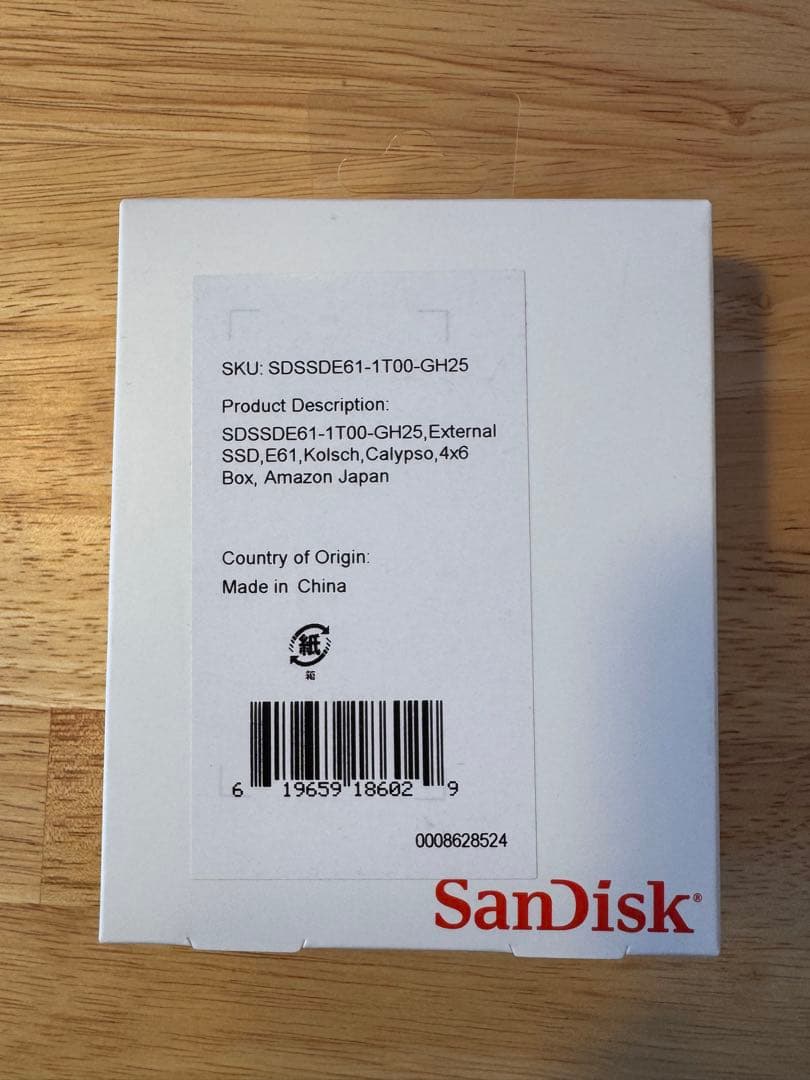 SKU: SDSSDE61-1T00-GH25
Product Description:
SDSSDE61-1T00-GH25,External
SSD,E61,Kolsch,Calypso,4x6
Box, Amazon Japan
Country of Origin:
Made in China
紙
箱
6 19659 18602 9
0008628524
SanDisk®